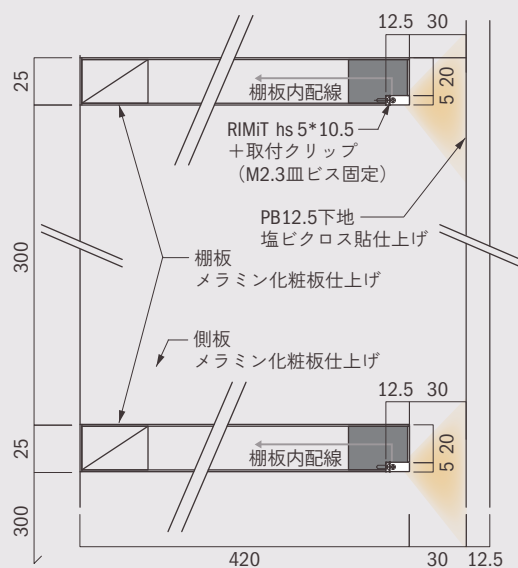 12.5
30
25
20
5
棚板内配線
RIMiT hs 5*10.5
＋取付クリップ
（M2.3皿ビス固定）
PB12.5下地
塩ビクロス貼仕上げ
300
棚板
メラミン化粧板仕上げ
側板
メラミン化粧板仕上げ
12.5
30
25
20
5
棚板内配線
300
420
30
12.5